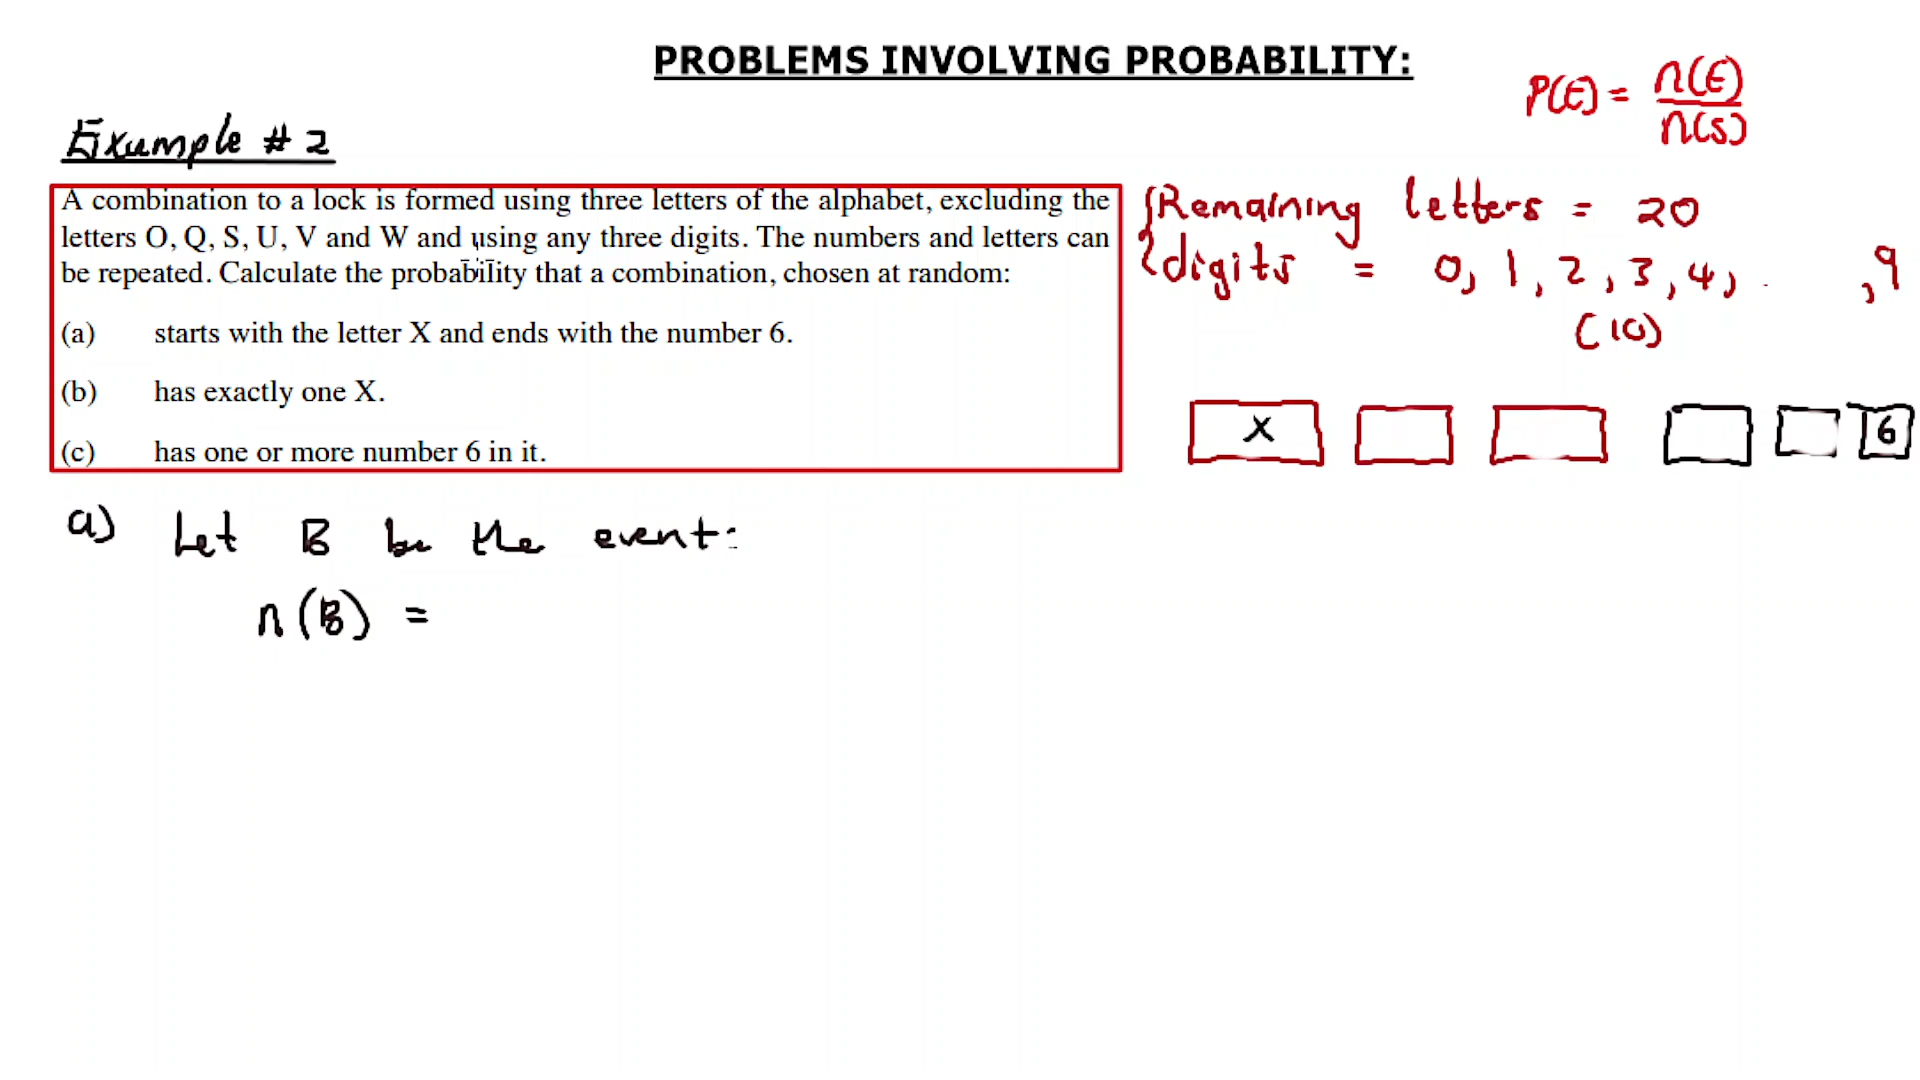 PROBLEMS INVOLVING PROBABILITY:
P(E) = n(E)/n(S)
Example # 2
A combination to a lock is formed using three letters of the alphabet, excluding the
letters O, Q, S, U, V and W and using any three digits. The numbers and letters can
be repeated. Calculate the probability that a combination, chosen at random:
(a) starts with the letter X and ends with the number 6.
(b) has exactly one X.
(c) has one or more number 6 in it.
Remaining letters = 20
digits = 0, 1, 2, 3, 4, . , 9
(10)
X 6
a) Let B be the event:
n(B) =